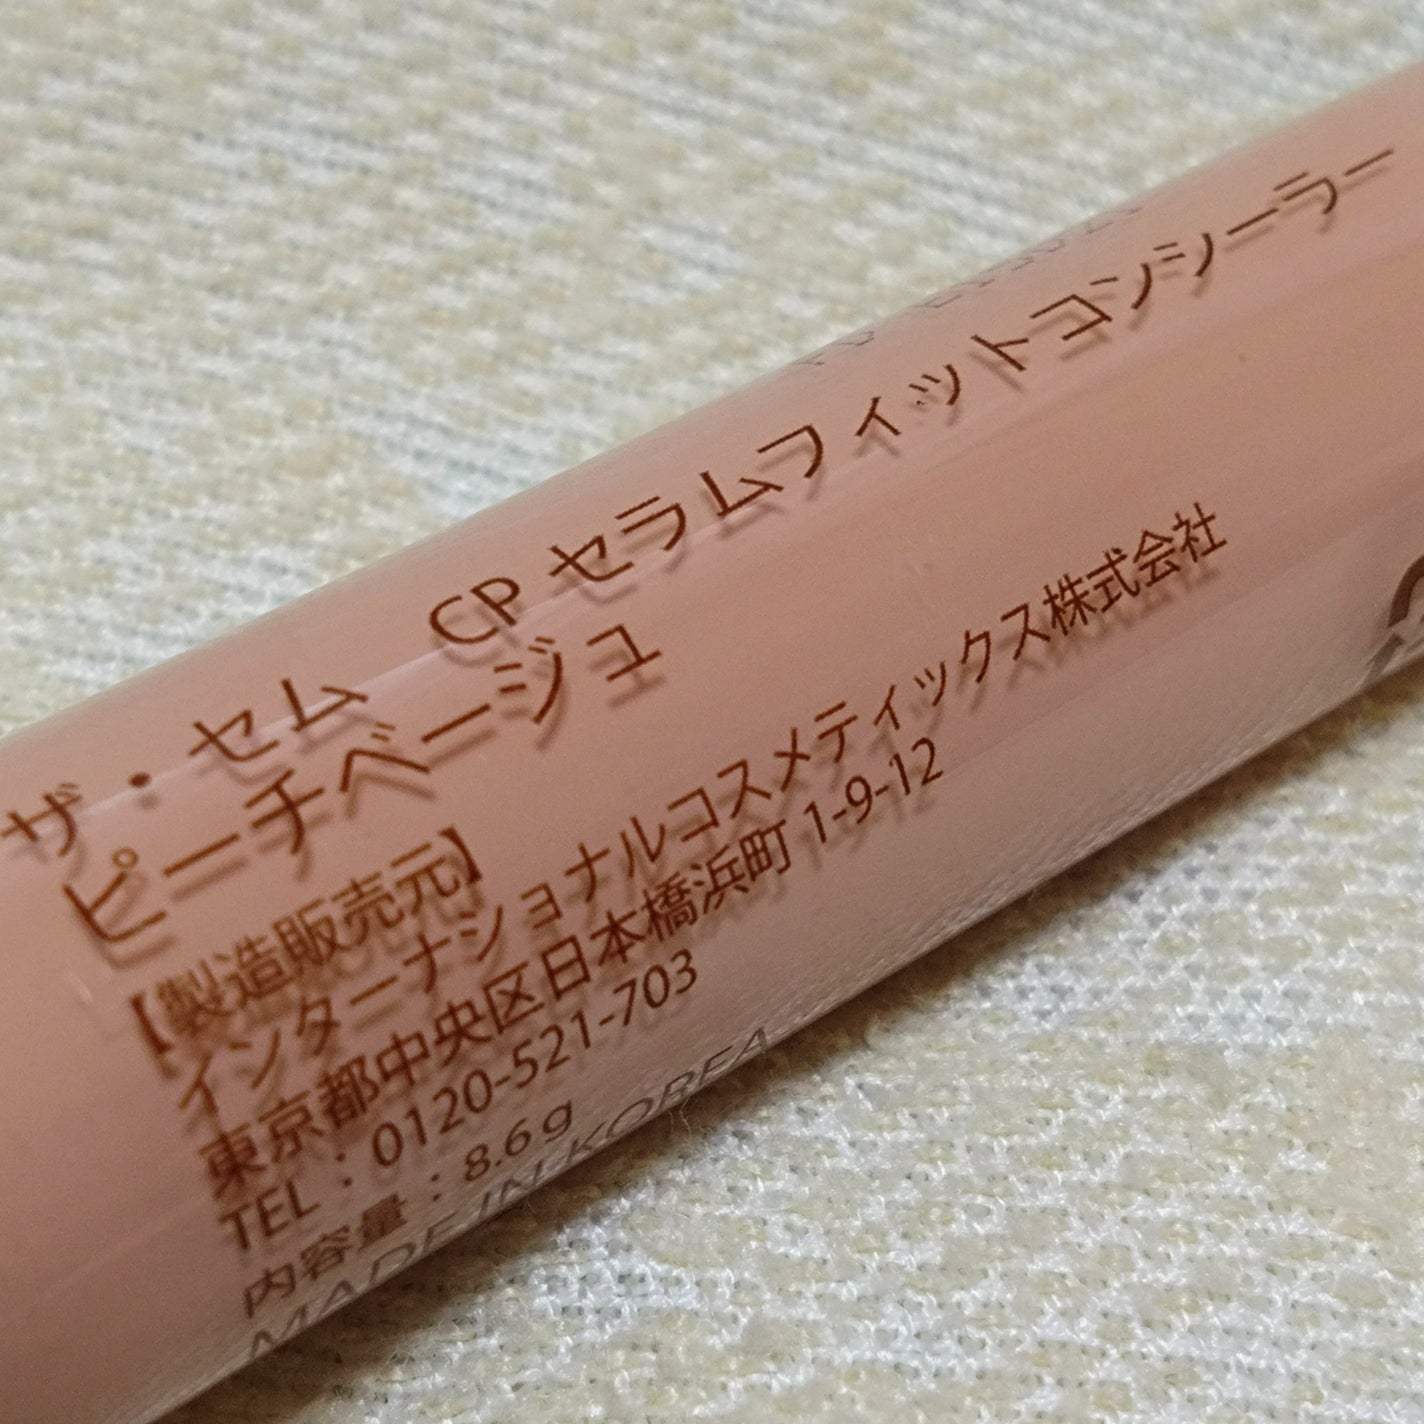 ザ・セム　CP セラムフィットコンシーラー
ピーチベージュ
【製造販売元】
インターナショナルコスメティックス株式会社
東京都中央区日本橋浜町 1-9-12
TEL：0120-521-703
内容量：8.6g
MADE IN KOREA